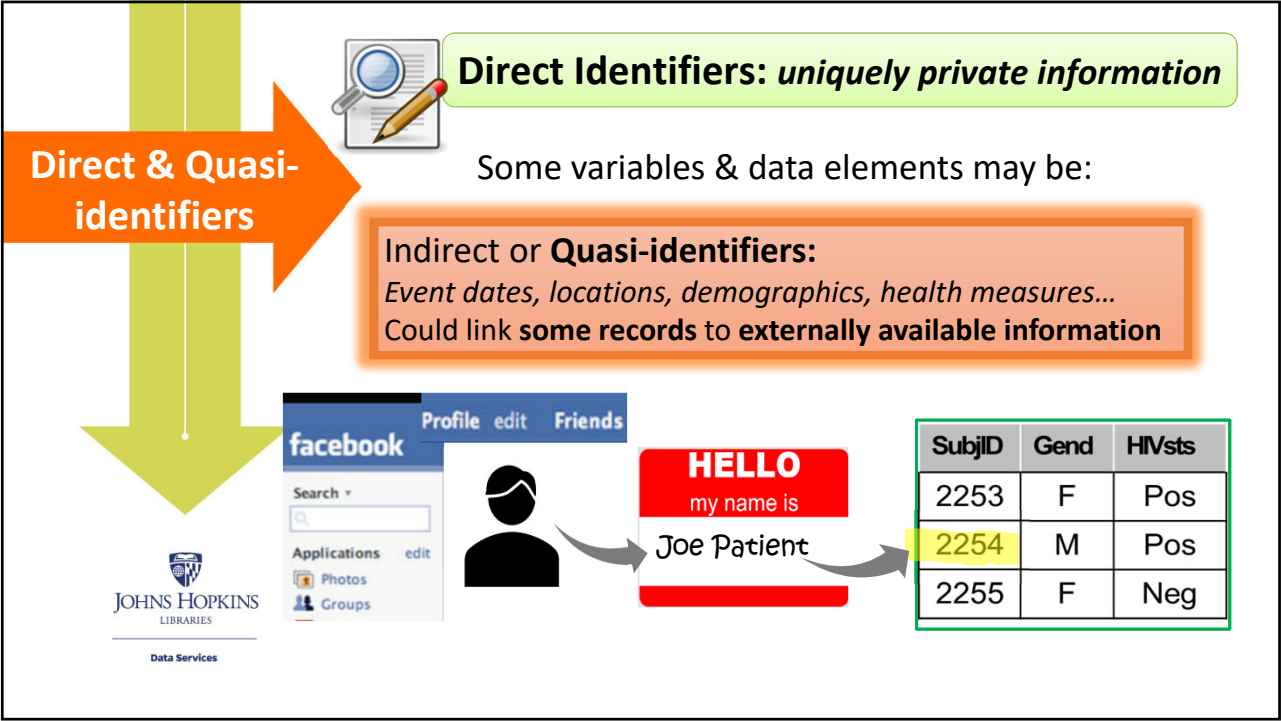 Direct Identifiers: uniquely private information
Direct & Quasi-
identifiers
Some variables & data elements may be:
Indirect or Quasi-identifiers:
Event dates, locations, demographics, health measures…
Could link some records to externally available information
Profile edit Friends
facebook
Search
Applications edit
Photos
Groups
HELLO
my name is
Joe Patient
SubjID Gend HIVsts
2253 F Pos
2254 M Pos
2255 F Neg
JOHNS HOPKINS
LIBRARIES
Data Services